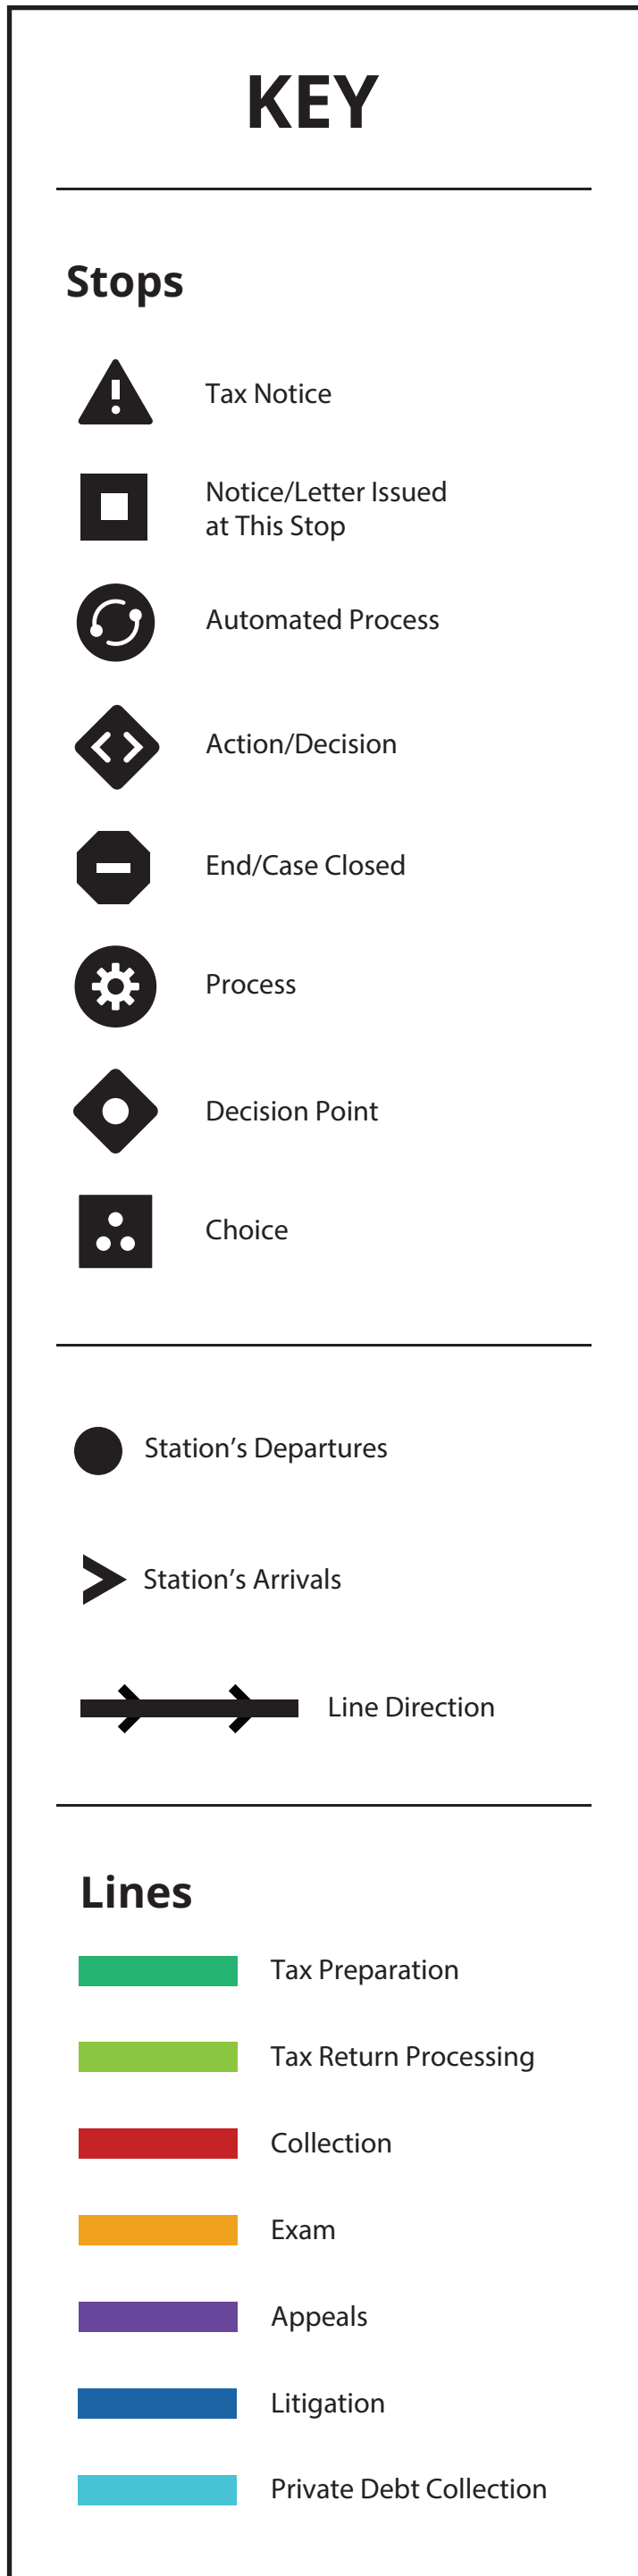 KEY
Stops
Tax Notice
Notice/Letter Issued
at This Stop
Automated Process
Action/Decision
End/Case Closed
Process
Decision Point
Choice
Station’s Departures
Station’s Arrivals
Line Direction
Lines
Tax Preparation
Tax Return Processing
Collection
Exam
Appeals
Litigation
Private Debt Collection